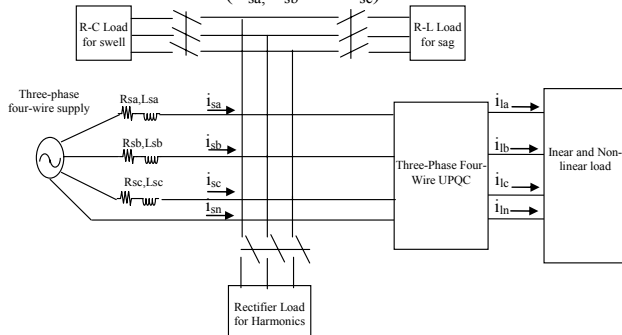 R-C Load
for swell
R-L Load
for sag
Three-phase
four-wire supply
Rsa,Lsa
isa
Rsb,Lsb
isb
Rsc,Lsc
isc
isn
Three-Phase Four-
Wire UPQC
ila
ilb
ilc
iln
Inear and Non-
linear load
Rectifier Load
for Harmonics